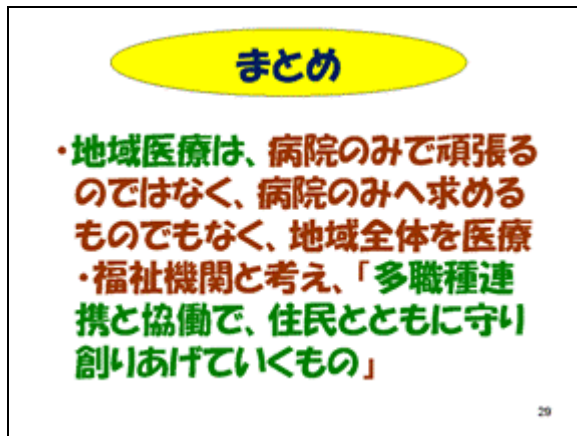 まとめ
・地域医療は、病院のみで頑張る
のではなく、病院のみへ求める
ものでもなく、地域全体を医療
・福祉機関と考え、「多職種連
携と協働で、住民とともに守り
創りあげていくもの」
29